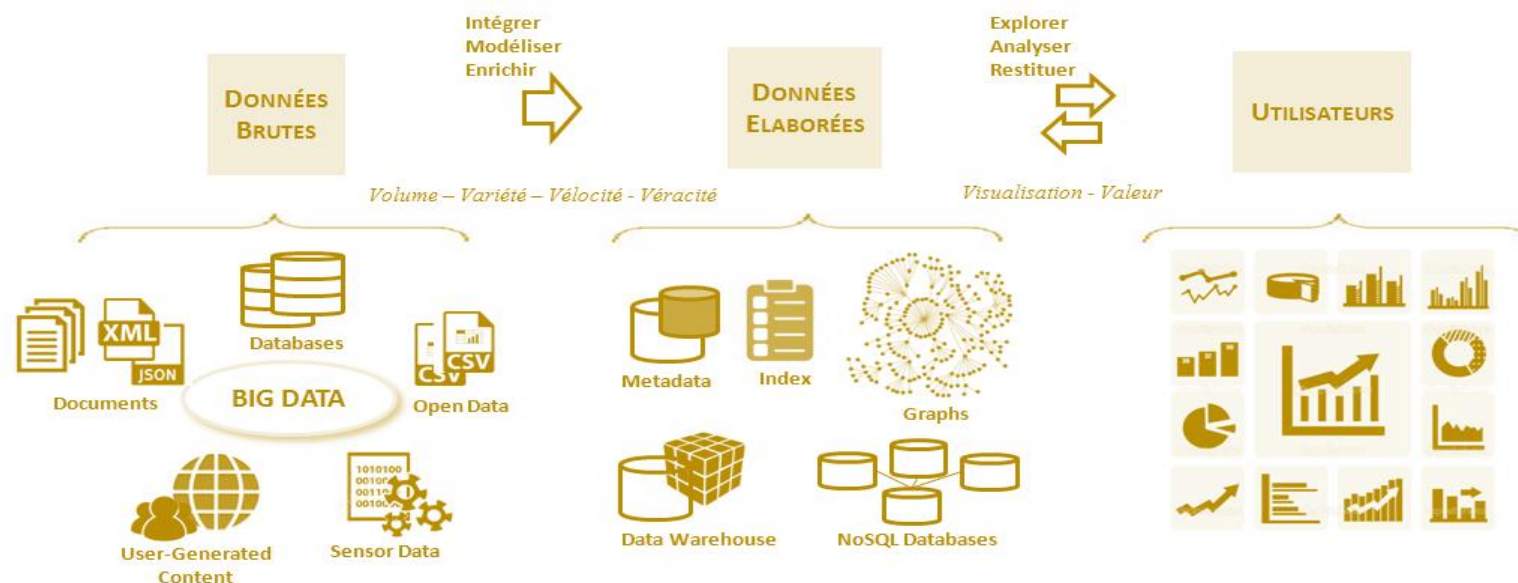 Intégrer
Modéliser
Enrichir
Explorer
Analyser
Restituer
DONNÉES
BRUTES
DONNÉES
ELABORÉES
UTILISATEURS
Volume – Variété – Vélocité - Véracité
Visualisation - Valeur
XML
JSON
Documents
Databases
CSV
CSV
Open Data
BIG DATA
Metadata
Index
Graphs
1010100
User-Generated
Content
Sensor Data
Data Warehouse
NoSQL Databases